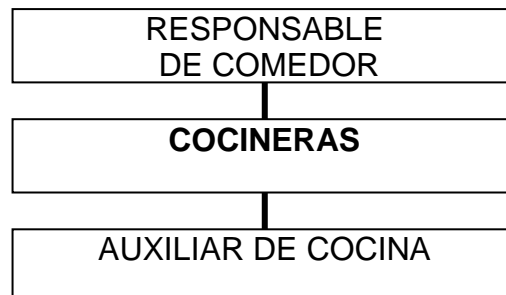 RESPONSABLE
DE COMEDOR
COCINERAS
AUXILIAR DE COCINA